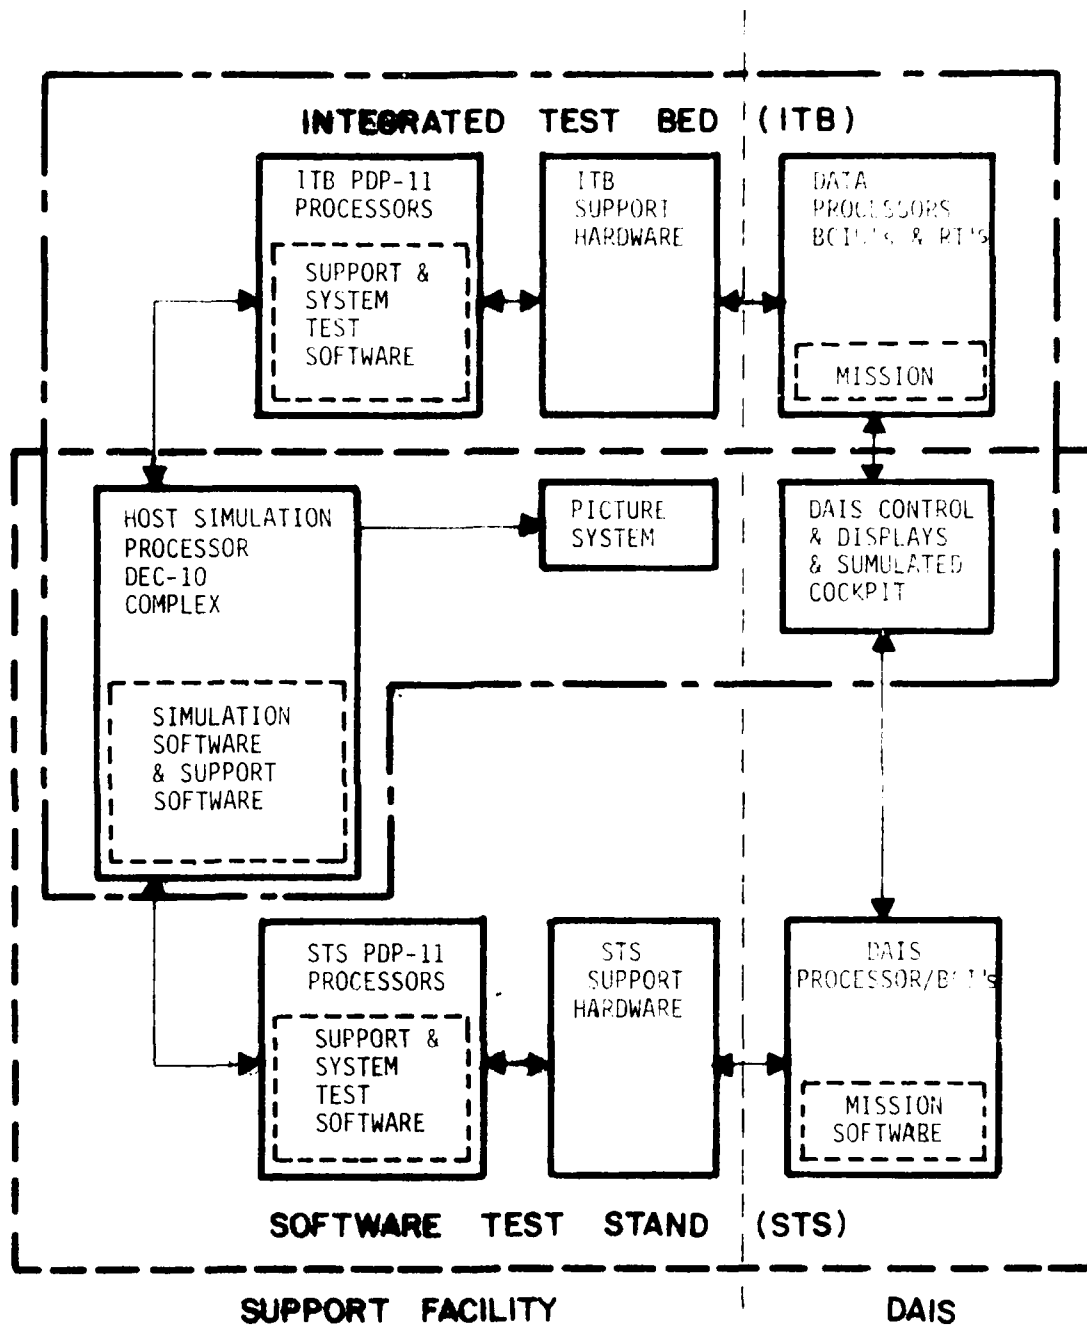 INTEGRATED TEST BED (ITB)
ITB PDP-11
PROCESSORS
SUPPORT &
SYSTEM
TEST
SOFTWARE
ITB
SUPPORT
HARDWARE
DATA
PROCESSORS
& RT's
MISSION
HOST SIMULATION
PROCESSOR
DEC-10
COMPLEX
SIMULATION
SOFTWARE
& SUPPORT
SOFTWARE
PICTURE
SYSTEM
DAIS CONTROL
& DISPLAYS
& SUMULATED
COCKPIT
STS PDP-11
PROCESSORS
SUPPORT &
SYSTEM
TEST
SOFTWARE
STS
SUPPORT
HARDWARE
DAIS
MISSION
SOFTWARE
SOFTWARE TEST STAND (STS)
SUPPORT FACILITY
DAIS